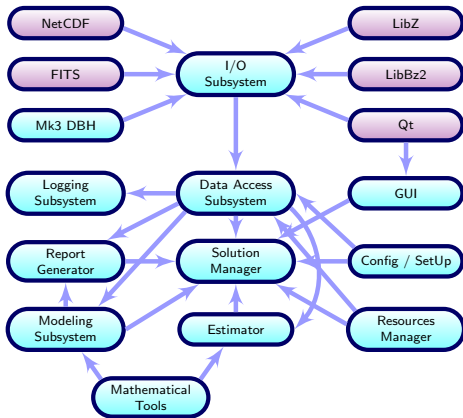 NetCDF
LibZ
I/O
Subsystem
FITS
LibBz2
Mk3 DBH
Qt
Logging
Subsystem
Data Access
Subsystem
GUI
Report
Generator
Solution
Manager
Config / SetUp
Modeling
Subsystem
Estimator
Resources
Manager
Mathematical
Tools